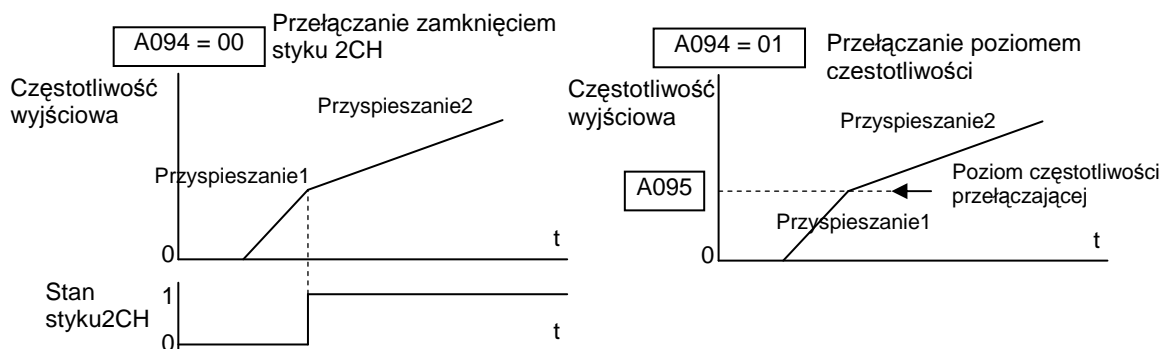 A094 = 00
Przełączanie zamknięciem
styku 2CH
Częstotliwość
wyjściowa
Przyspieszanie2
Przyspieszanie1
0
t
Stan
styku2CH
1
0
t
A094 = 01
Przełączanie poziomem
czestotliwości
Częstotliwość
wyjściowa
Przyspieszanie2
A095
Poziom częstotliwości
przełączającej
Przyspieszanie1
0
t